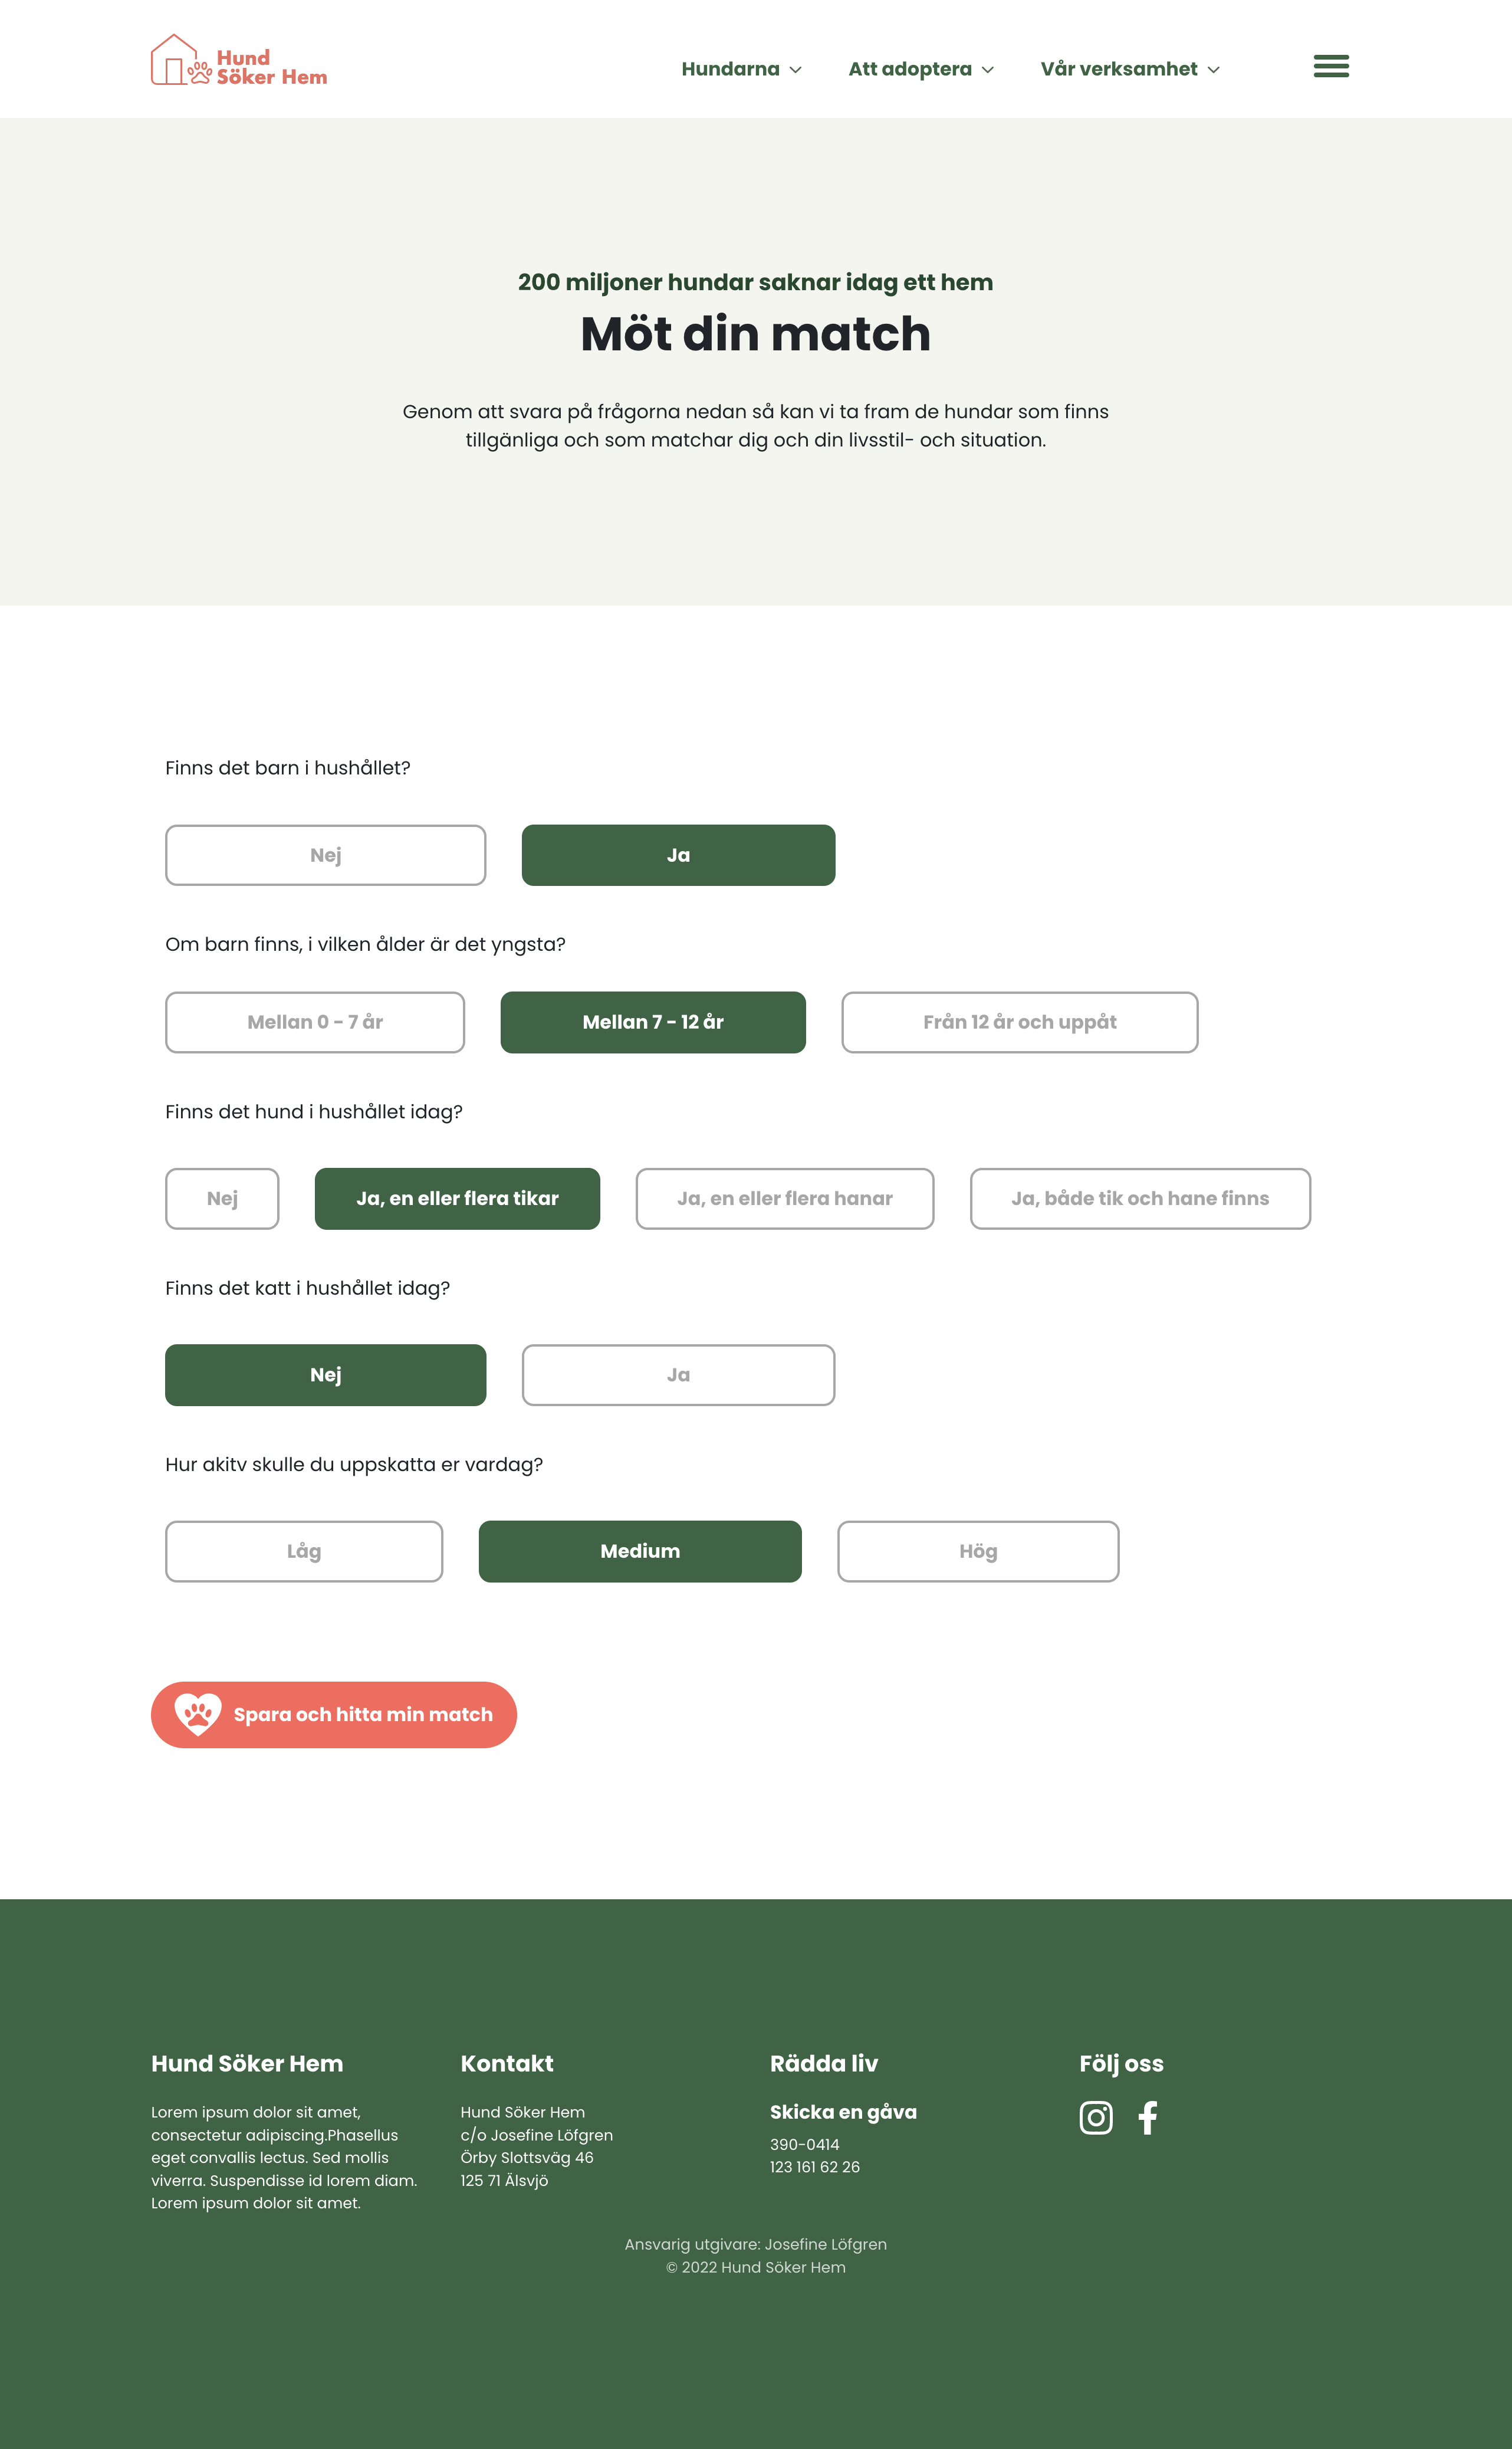 Hund
Söker Hem
Hundarna
Att adoptera
Vår verksamhet
200 miljoner hundar saknar idag ett hem
Möt din match
Genom att svara på frågorna nedan så kan vi ta fram de hundar som finns
tillgänliga och som matchar dig och din livsstil- och situation.
Finns det barn i hushållet?
Nej
Ja
Om barn finns, i vilken ålder är det yngsta?
Mellan 0 - 7 år
Mellan 7 - 12 år
Från 12 år och uppåt
Finns det hund i hushållet idag?
Nej
Ja, en eller flera tikar
Ja, en eller flera hanar
Ja, både tik och hane finns
Finns det katt i hushållet idag?
Nej
Ja
Hur akitv skulle du uppskatta er vardag?
Låg
Medium
Hög
Spara och hitta min match
Hund Söker Hem
Lorem ipsum dolor sit amet,
consectetur adipiscing.Phasellus
eget convallis lectus. Sed mollis
viverra. Suspendisse id lorem diam.
Lorem ipsum dolor sit amet.
Kontakt
Hund Söker Hem
c/o Josefine Löfgren
Örby Slottsväg 46
125 71 Älsvjö
Rädda liv
Skicka en gåva
390-0414
123 161 62 26
Följ oss
Ansvarig utgivare: Josefine Löfgren
© 2022 Hund Söker Hem